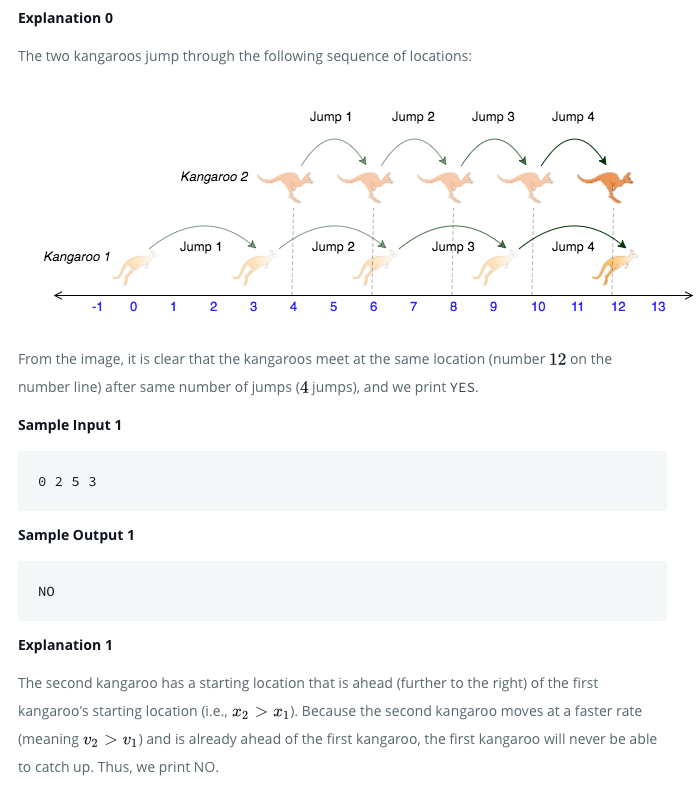 Explanation 0
The two kangaroos jump through the following sequence of locations:
Jump 1 Jump 2 Jump 3 Jump 4
Kangaroo 2
Kangaroo 1 Jump 1 Jump 2 Jump 3 Jump 4
-1 0 1 2 3 4 5 6 7 8 9 10 11 12 13
From the image, it is clear that the kangaroos meet at the same location (number 12 on the
number line) after same number of jumps (4 jumps), and we print YES.
Sample Input 1
0 2 5 3
Sample Output 1
NO
Explanation 1
The second kangaroo has a starting location that is ahead (further to the right) of the first
kangaroo's starting location (i.e., x₂ > x₁). Because the second kangaroo moves at a faster rate
(meaning v₂ > v₁) and is already ahead of the first kangaroo, the first kangaroo will never be able
to catch up. Thus, we print NO.